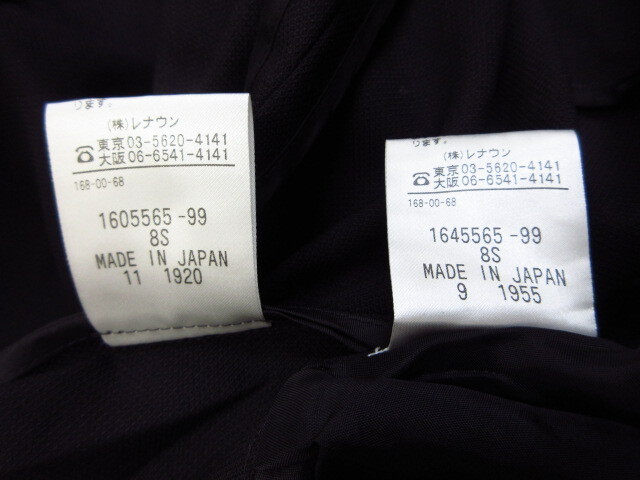 ります。
(株)レナウン
☎東京03-5620-4141
大阪06-6541-4141
168-00-68
1605565-99
8S
MADE IN JAPAN
11 1920
ります。
(株)レナウン
☎東京03-5620-4141
大阪06-6541-4141
168-00-68
1645565-99
8S
MADE IN JAPAN
9 1955